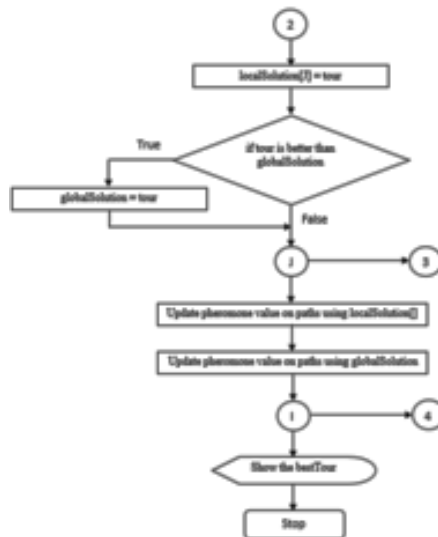 2
localSolution[J] = tour
if tour is better than
globalSolution
True
globalSolution = tour
False
J
3
Update pheromone value on paths using localSolution[]
Update pheromone value on paths using globalSolution
I
4
Show the bestTour
Stop